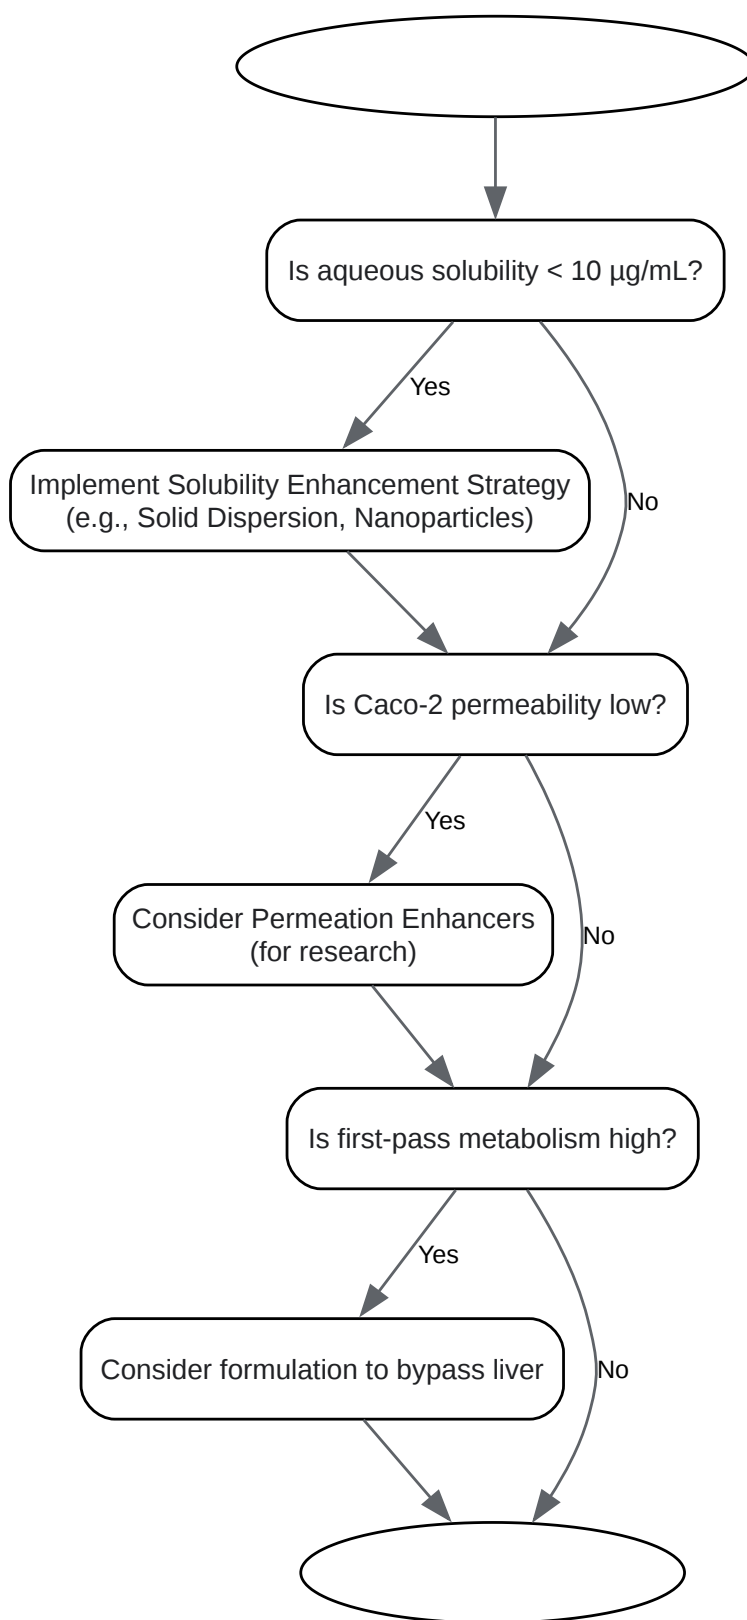 Is aqueous solubility < 10 µg/mL?
Yes
Implement Solubility Enhancement Strategy
(e.g., Solid Dispersion, Nanoparticles)
No
Is Caco-2 permeability low?
Yes
Consider Permeation Enhancers
(for research)
No
Is first-pass metabolism high?
Yes
Consider formulation to bypass liver
No